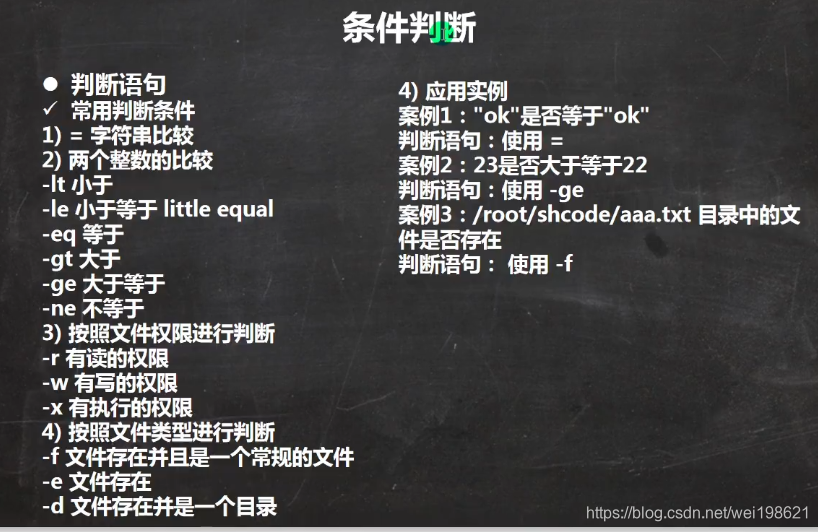 条件判断
● 判断语句
✓ 常用判断条件
1) = 字符串比较
2) 两个整数的比较
-lt 小于
-le 小于等于 little equal
-eq 等于
-gt 大于
-ge 大于等于
-ne 不等于
3) 按照文件权限进行判断
-r 有读的权限
-w 有写的权限
-x 有执行的权限
4) 按照文件类型进行判断
-f 文件存在并且是一个常规的文件
-e 文件存在
-d 文件存在并是一个目录
4) 应用实例
案例1："ok"是否等于"ok"
判断语句：使用 =
案例2：23是否大于等于22
判断语句：使用 -ge
案例3：/root/shcode/aaa.txt 目录中的文
件是否存在
判断语句： 使用 -f
https://blog.csdn.net/wei198621